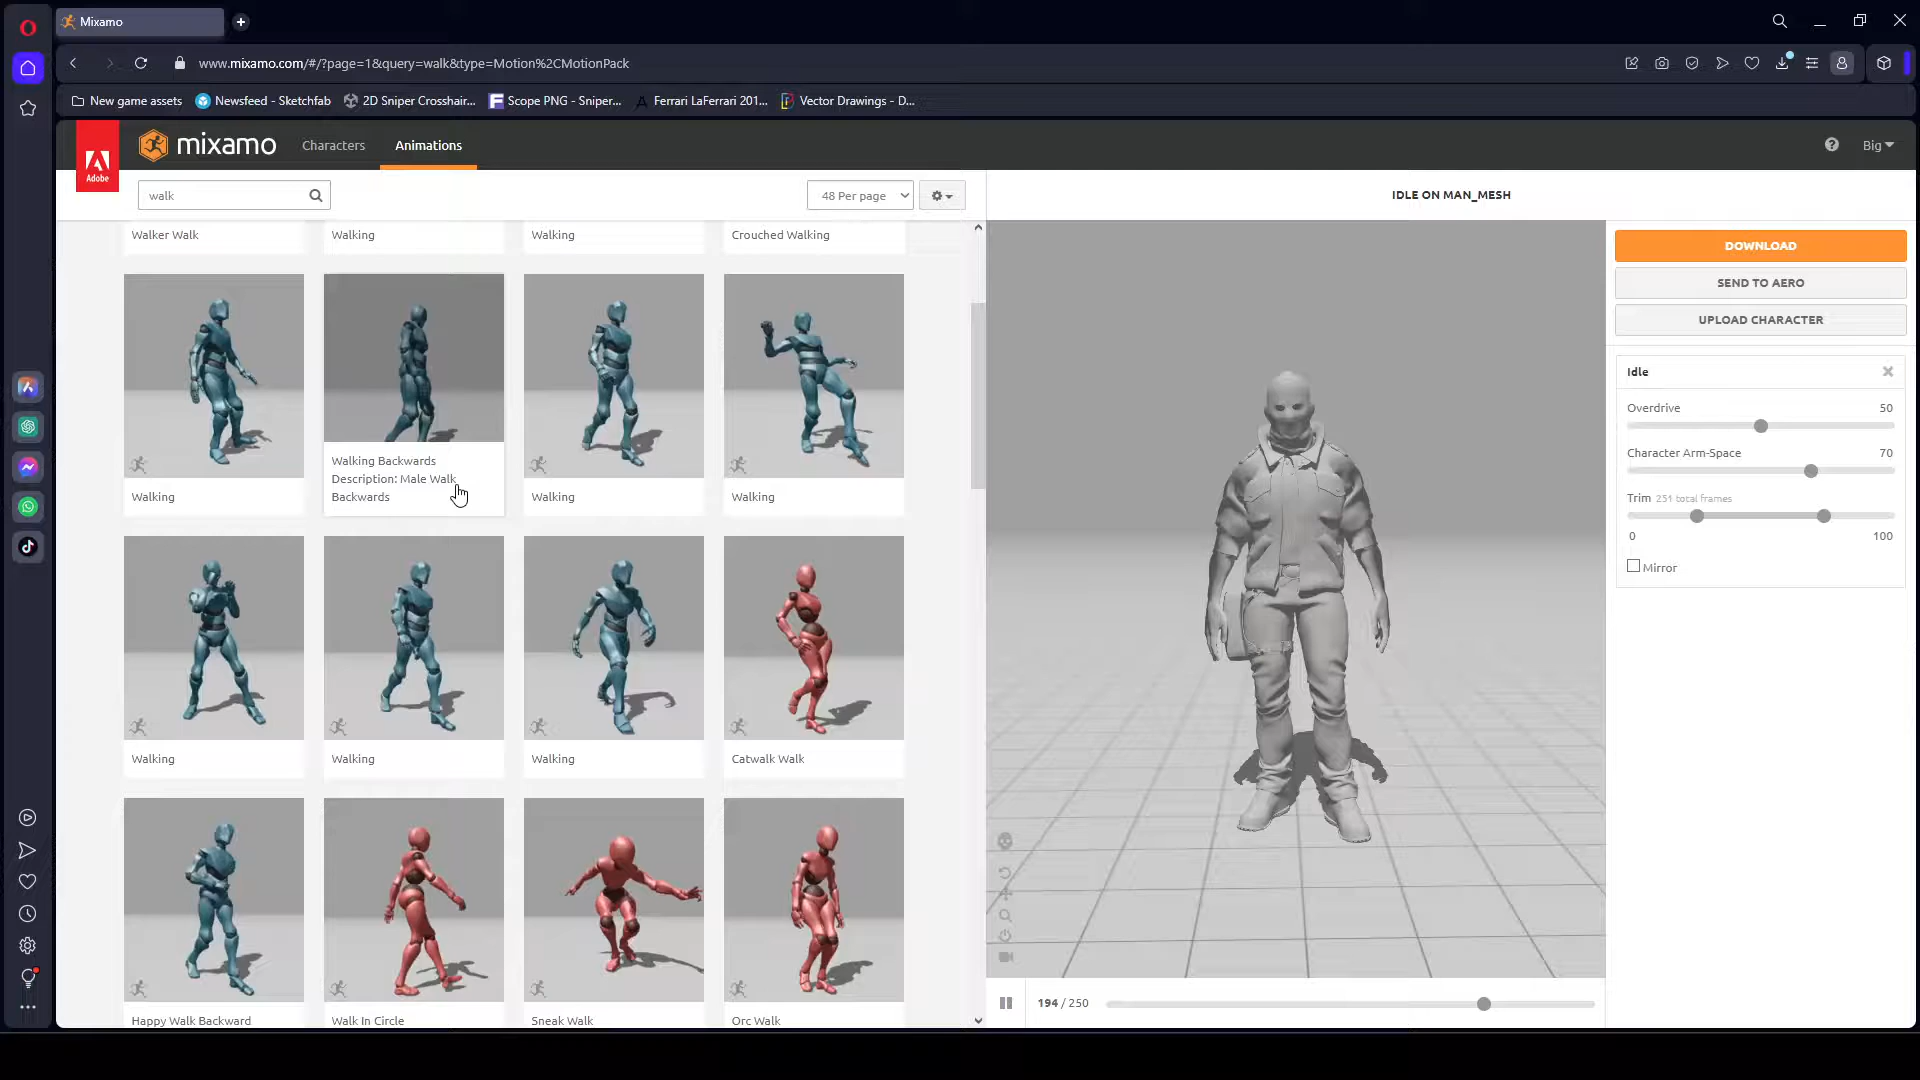 Mixamo
www.mixamo.com/#/?page=1&query=walk&type=Motion%2CMotionPack
New game assets
Newsfeed - Sketchfab
2D Sniper Crosshair...
Scope PNG - Sniper...
Ferrari LaFerrari 201...
Vector Drawings - D...
Adobe
mixamo
Characters
Animations
Big
walk
48 Per page
IDLE ON MAN_MESH
Walker Walk
Walking
Walking
Crouched Walking
Walking
Walking Backwards
Description: Male Walk
Backwards
Walking
Walking
Walking
Walking
Walking
Catwalk Walk
Happy Walk Backward
Walk In Circle
Sneak Walk
Orc Walk
DOWNLOAD
SEND TO AERO
UPLOAD CHARACTER
Idle
Overdrive 50
Character Arm-Space 70
Trim 251 total frames
0 100
Mirror
194 / 250